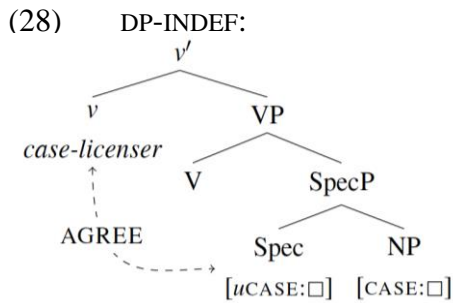 (28) DP-INDEF:
v′
v VP
case-licenser
V SpecP
AGREE
Spec NP
[uCASE:□] [CASE:□]